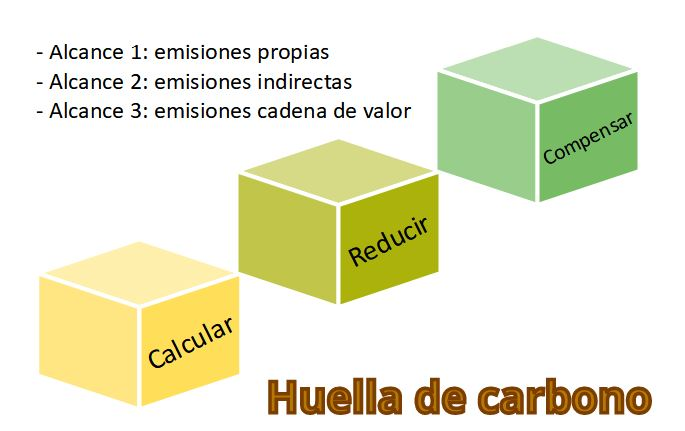 - Alcance 1: emisiones propias
- Alcance 2: emisiones indirectas
- Alcance 3: emisiones cadena de valor
Compensar
Reducir
Calcular
Huella de carbono